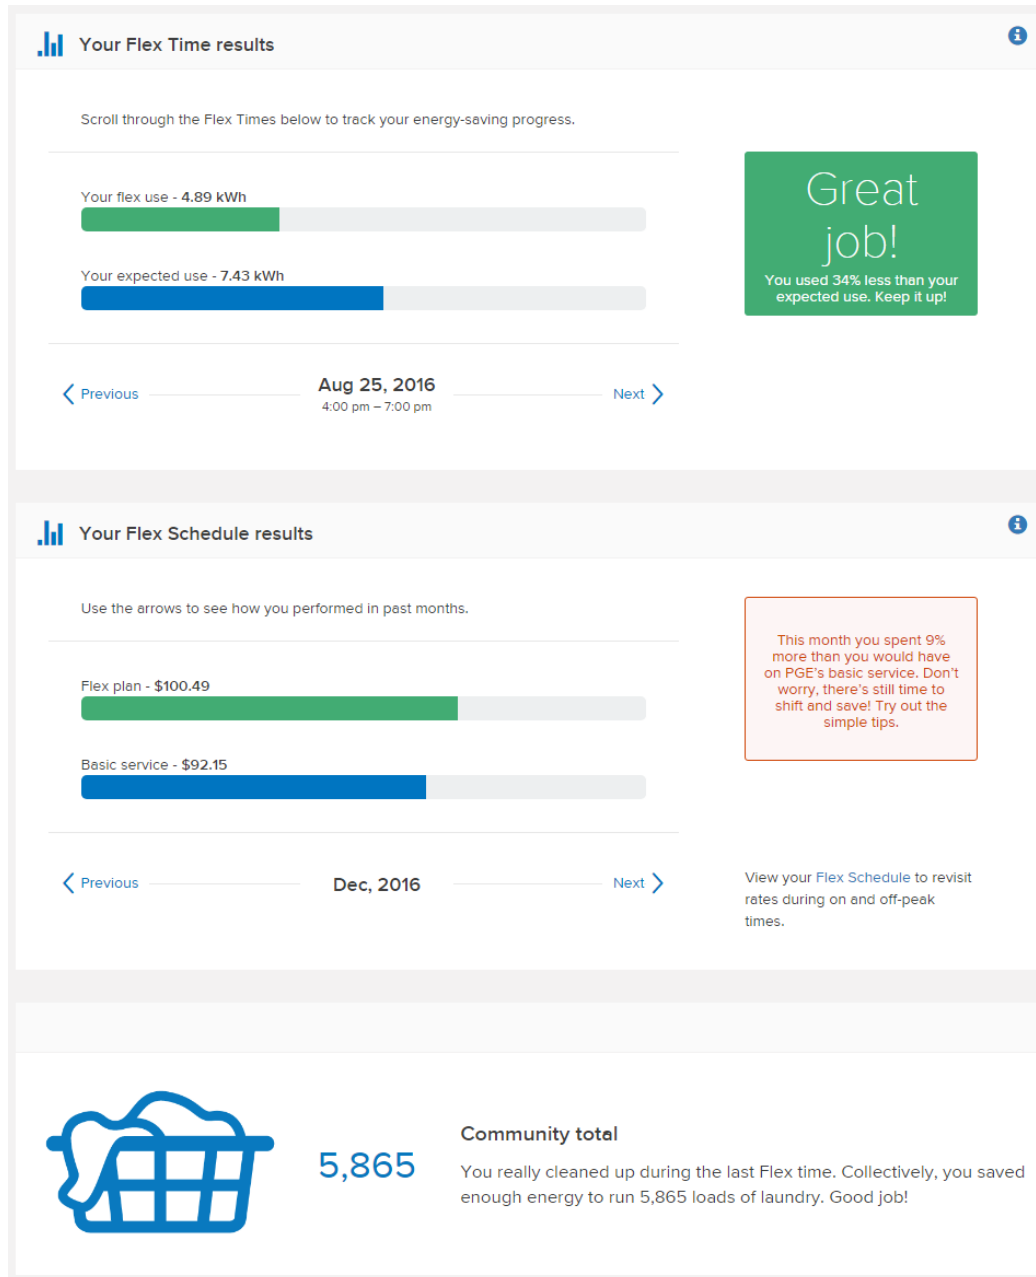 Your Flex Time results
Scroll through the Flex Times below to track your energy-saving progress.
Your flex use - 4.89 kWh
Your expected use - 7.43 kWh
Great
job!
You used 34% less than your
expected use. Keep it up!
Previous
Aug 25, 2016
4:00 pm – 7:00 pm
Next
Your Flex Schedule results
Use the arrows to see how you performed in past months.
Flex plan - $100.49
Basic service - $92.15
This month you spent 9%
more than you would have
on PGE's basic service. Don't
worry, there's still time to
shift and save! Try out the
simple tips.
Previous
Dec, 2016
Next
View your Flex Schedule to revisit
rates during on and off-peak
times.
5,865
Community total
You really cleaned up during the last Flex time. Collectively, you saved
enough energy to run 5,865 loads of laundry. Good job!